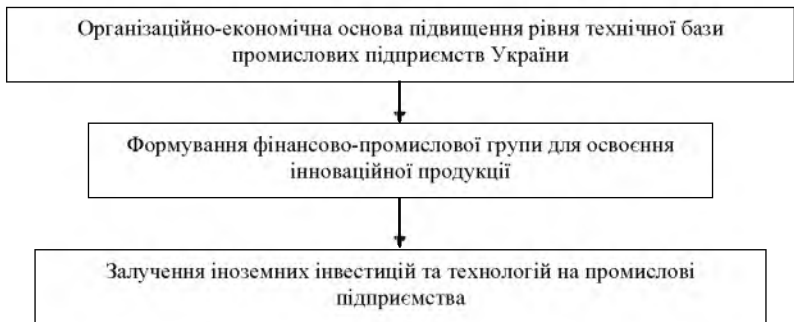 Організаційно-економічна основа підвищення рівня технічної бази
промислових підприємств України
Формування фінансово-промислової групи для освоєння
інноваційної продукції
Залучення іноземних інвестицій та технологій на промислові
підприємства